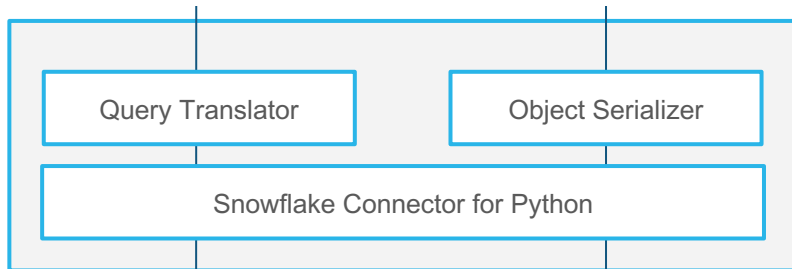 Query Translator
Object Serializer
Snowflake Connector for Python